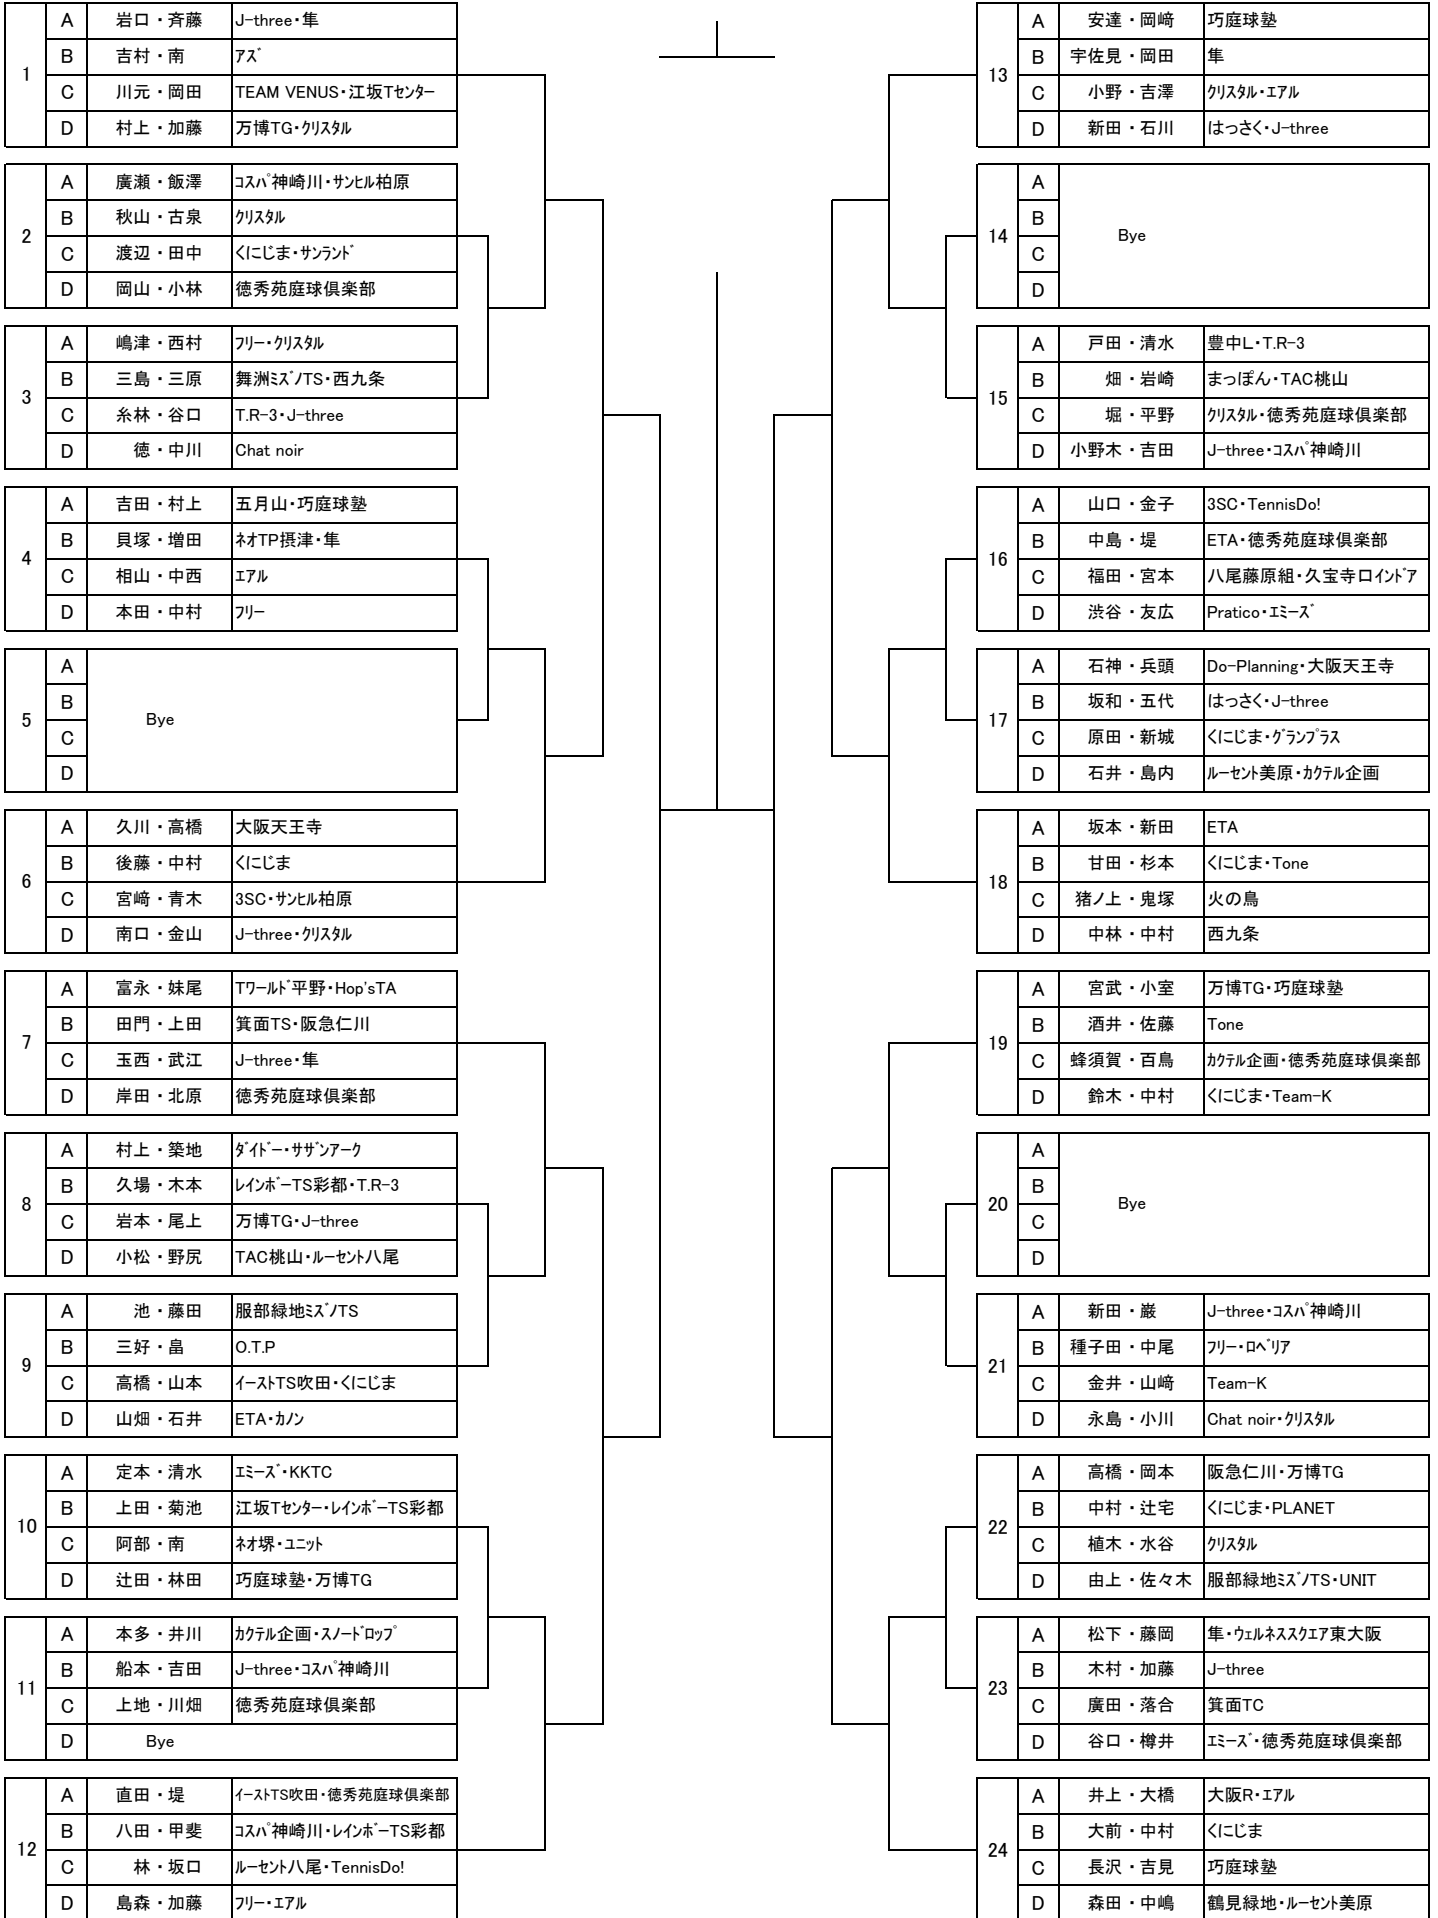 1
A 岩口・斉藤 J-three・隼
B 吉村・南 ｱｽﾞ
C 川元・岡田 TEAM VENUS・江坂Tｾﾝﾀｰ
D 村上・加藤 万博TG・ｸﾘｽﾀﾙ
2
A 廣瀬・飯澤 ｺｽﾊﾟ神崎川・ｻﾝﾋﾙ柏原
B 秋山・古泉 ｸﾘｽﾀﾙ
C 渡辺・田中 くにじま・ｻﾝﾗﾝﾄﾞ
D 岡山・小林 徳秀苑庭球倶楽部
3
A 嶋津・西村 ﾌﾘｰ・ｸﾘｽﾀﾙ
B 三島・三原 舞洲ﾐｽﾞﾉTS・西九条
C 糸林・谷口 T.R-3・J-three
D 徳・中川 Chat noir
4
A 吉田・村上 五月山・巧庭球塾
B 貝塚・増田 ﾈｵTP摂津・隼
C 相山・中西 ｴｱﾙ
D 本田・中村 ﾌﾘｰ
5
A
B
Bye
C
D
6
A 久川・高橋 大阪天王寺
B 後藤・中村 くにじま
C 宮﨑・青木 3SC・ｻﾝﾋﾙ柏原
D 南口・金山 J-three・ｸﾘｽﾀﾙ
7
A 富永・妹尾 Tﾜｰﾙﾄﾞ平野・Hop'sTA
B 田門・上田 箕面TS・阪急仁川
C 玉西・武江 J-three・隼
D 岸田・北原 徳秀苑庭球倶楽部
8
A 村上・築地 ﾀﾞｲﾄﾞｰ・ｻｻﾞﾝｱｰｸ
B 久場・木本 ﾚｲﾝﾎﾞｰTS彩都・T.R-3
C 岩本・尾上 万博TG・J-three
D 小松・野尻 TAC桃山・ﾙｰｾﾝﾄ八尾
9
A 池・藤田 服部緑地ﾐｽﾞﾉTS
B 三好・畠 O.T.P
C 高橋・山本 ｲｰｽﾄTS吹田・くにじま
D 山畑・石井 ETA・ｶﾉﾝ
10
A 定本・清水 ｴﾐｰｽﾞ・KKTC
B 上田・菊池 江坂Tｾﾝﾀｰ・ﾚｲﾝﾎﾞｰTS彩都
C 阿部・南 ﾈｵ堺・ﾕﾆｯﾄ
D 辻田・林田 巧庭球塾・万博TG
11
A 本多・井川 ｶｸﾃﾙ企画・ｽﾉｰﾄﾞﾛｯﾌﾟ
B 船本・吉田 J-three・ｺｽﾊﾟ神崎川
C 上地・川畑 徳秀苑庭球倶楽部
D Bye
12
A 直田・堤 ｲｰｽﾄTS吹田・徳秀苑庭球倶楽部
B 八田・甲斐 ｺｽﾊﾟ神崎川・ﾚｲﾝﾎﾞｰTS彩都
C 林・坂口 ﾙｰｾﾝﾄ八尾・TennisDo!
D 島森・加藤 ﾌﾘｰ・ｴｱﾙ
13
A 安達・岡﨑 巧庭球塾
B 宇佐見・岡田 隼
C 小野・吉澤 ｸﾘｽﾀﾙ・ｴｱﾙ
D 新田・石川 はっさく・J-three
14
A
B
Bye
C
D
15
A 戸田・清水 豊中L・T.R-3
B 畑・岩崎 まっぽん・TAC桃山
C 堀・平野 ｸﾘｽﾀﾙ・徳秀苑庭球倶楽部
D 小野木・吉田 J-three・ｺｽﾊﾟ神崎川
16
A 山口・金子 3SC・TennisDo!
B 中島・堤 ETA・徳秀苑庭球倶楽部
C 福田・宮本 八尾藤原組・久宝寺口ｲﾝﾄﾞｱ
D 渋谷・友広 Pratico・ｴﾐｰｽﾞ
17
A 石神・兵頭 Do-Planning・大阪天王寺
B 坂和・五代 はっさく・J-three
C 原田・新城 くにじま・ｸﾞﾗﾝﾌﾟﾗｽ
D 石井・島内 ﾙｰｾﾝﾄ美原・ｶｸﾃﾙ企画
18
A 坂本・新田 ETA
B 甘田・杉本 くにじま・Tone
C 猪ノ上・鬼塚 火の鳥
D 中林・中村 西九条
19
A 宮武・小室 万博TG・巧庭球塾
B 酒井・佐藤 Tone
C 蜂須賀・百鳥 ｶｸﾃﾙ企画・徳秀苑庭球倶楽部
D 鈴木・中村 くにじま・Team-K
20
A
B
Bye
C
D
21
A 新田・巌 J-three・ｺｽﾊﾟ神崎川
B 種子田・中尾 ﾌﾘｰ・ﾛﾍﾞﾘｱ
C 金井・山﨑 Team-K
D 永島・小川 Chat noir・ｸﾘｽﾀﾙ
22
A 高橋・岡本 阪急仁川・万博TG
B 中村・辻宅 くにじま・PLANET
C 植木・水谷 ｸﾘｽﾀﾙ
D 由上・佐々木 服部緑地ﾐｽﾞﾉTS・UNIT
23
A 松下・藤岡 隼・ｳｪﾙﾈｽｽｸｴｱ東大阪
B 木村・加藤 J-three
C 廣田・落合 箕面TC
D 谷口・樽井 ｴﾐｰｽﾞ・徳秀苑庭球倶楽部
24
A 井上・大橋 大阪R・ｴｱﾙ
B 大前・中村 くにじま
C 長沢・吉見 巧庭球塾
D 森田・中嶋 鶴見緑地・ﾙｰｾﾝﾄ美原